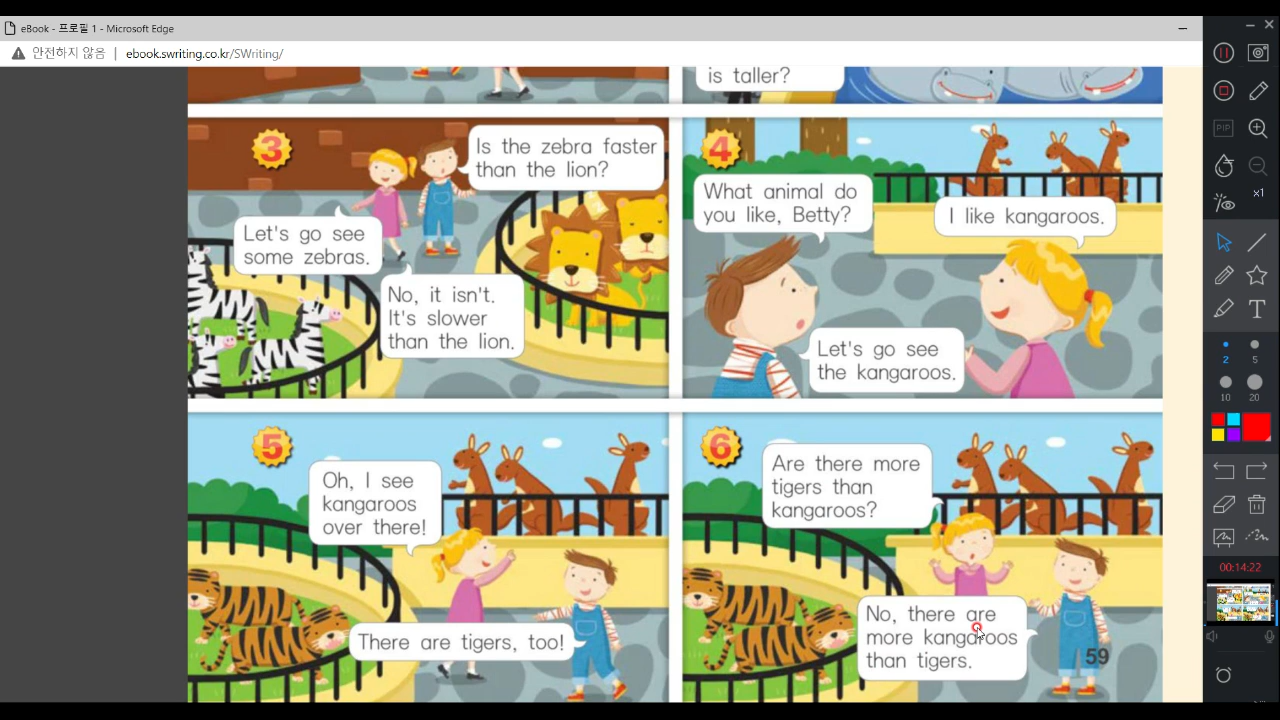 eBook - 프로필 1 - Microsoft Edge
안전하지 않음 | ebook.swriting.co.kr/SWriting/
is taller?
3
Is the zebra faster
than the lion?
Let's go see
some zebras.
No, it isn't.
It's slower
than the lion.
4
What animal do
you like, Betty?
I like kangaroos.
Let's go see
the kangaroos.
5
Oh, I see
kangaroos
over there!
There are tigers, too!
6
Are there more
tigers than
kangaroos?
No, there are
more kangaroos
than tigers.
59
PIP
x1
T
2
5
10
20
00:14:22